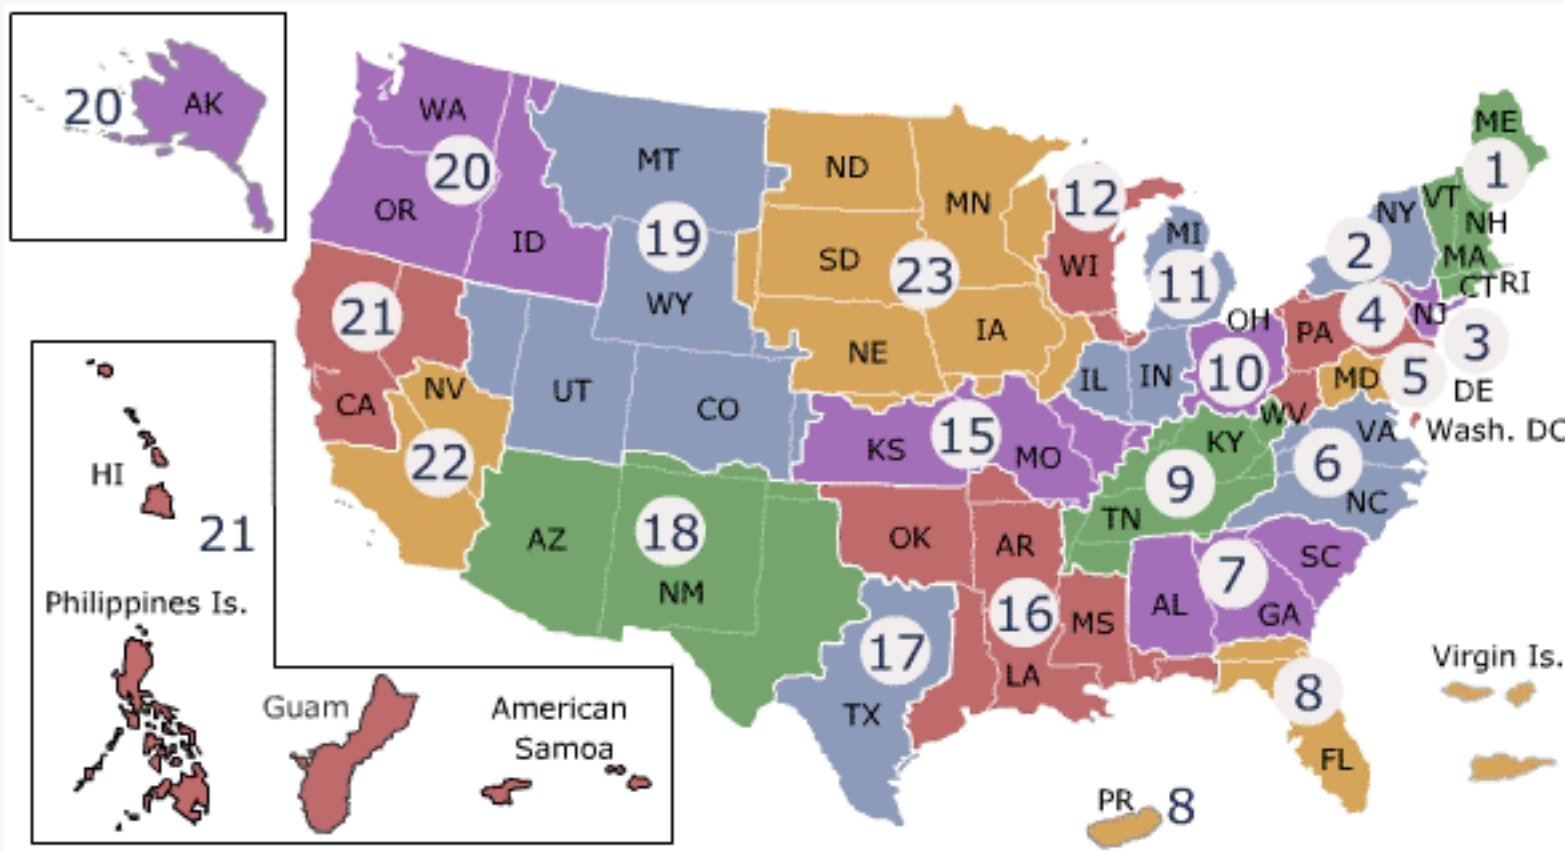 20
AK
WA
20
OR
ID
MT
19
WY
ND
MN
SD
23
NE
IA
12
WI
MI
11
ME
1
VT
NH
NY
2
MA
CT
RI
OH
10
PA
4
NJ
3
MD
5
DE
Wash. DC
WV
VA
6
NC
21
CA
NV
22
UT
CO
KS
15
MO
IL
IN
KY
9
TN
AZ
18
NM
OK
AR
16
LA
MS
17
TX
AL
7
GA
SC
8
FL
HI
21
Philippines Is.
Guam
American
Samoa
Virgin Is.
PR
8